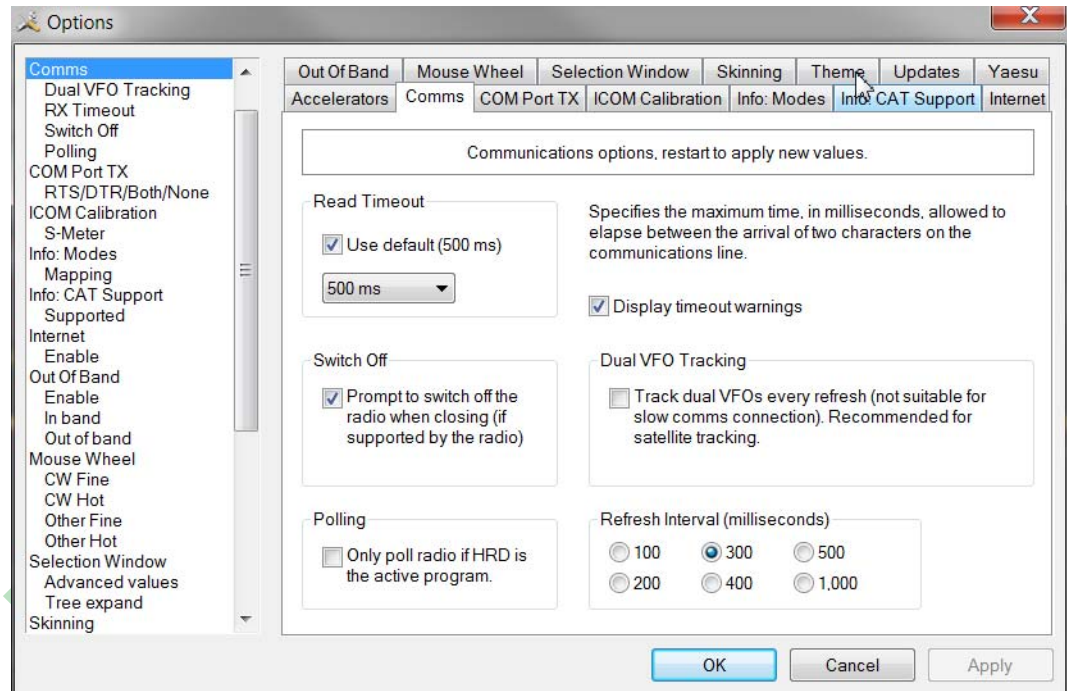 Options
X
Comms
Dual VFO Tracking
RX Timeout
Switch Off
Polling
COM Port TX
RTS/DTR/Both/None
ICOM Calibration
S-Meter
Info: Modes
Mapping
Info: CAT Support
Supported
Internet
Enable
Out Of Band
Enable
In band
Out of band
Mouse Wheel
CW Fine
CW Hot
Other Fine
Other Hot
Selection Window
Advanced values
Tree expand
Skinning
Out Of Band Mouse Wheel Selection Window Skinning Theme Updates Yaesu
Accelerators Comms COM Port TX ICOM Calibration Info: Modes Info: CAT Support Internet
Communications options, restart to apply new values.
Read Timeout
Use default (500 ms)
500 ms
Specifies the maximum time, in milliseconds, allowed to
elapse between the arrival of two characters on the
communications line.
Display timeout warnings
Switch Off
Prompt to switch off the
radio when closing (if
supported by the radio)
Dual VFO Tracking
Track dual VFOs every refresh (not suitable for
slow comms connection). Recommended for
satellite tracking.
Polling
Only poll radio if HRD is
the active program.
Refresh Interval (milliseconds)
100 300 500
200 400 1,000
OK Cancel Apply